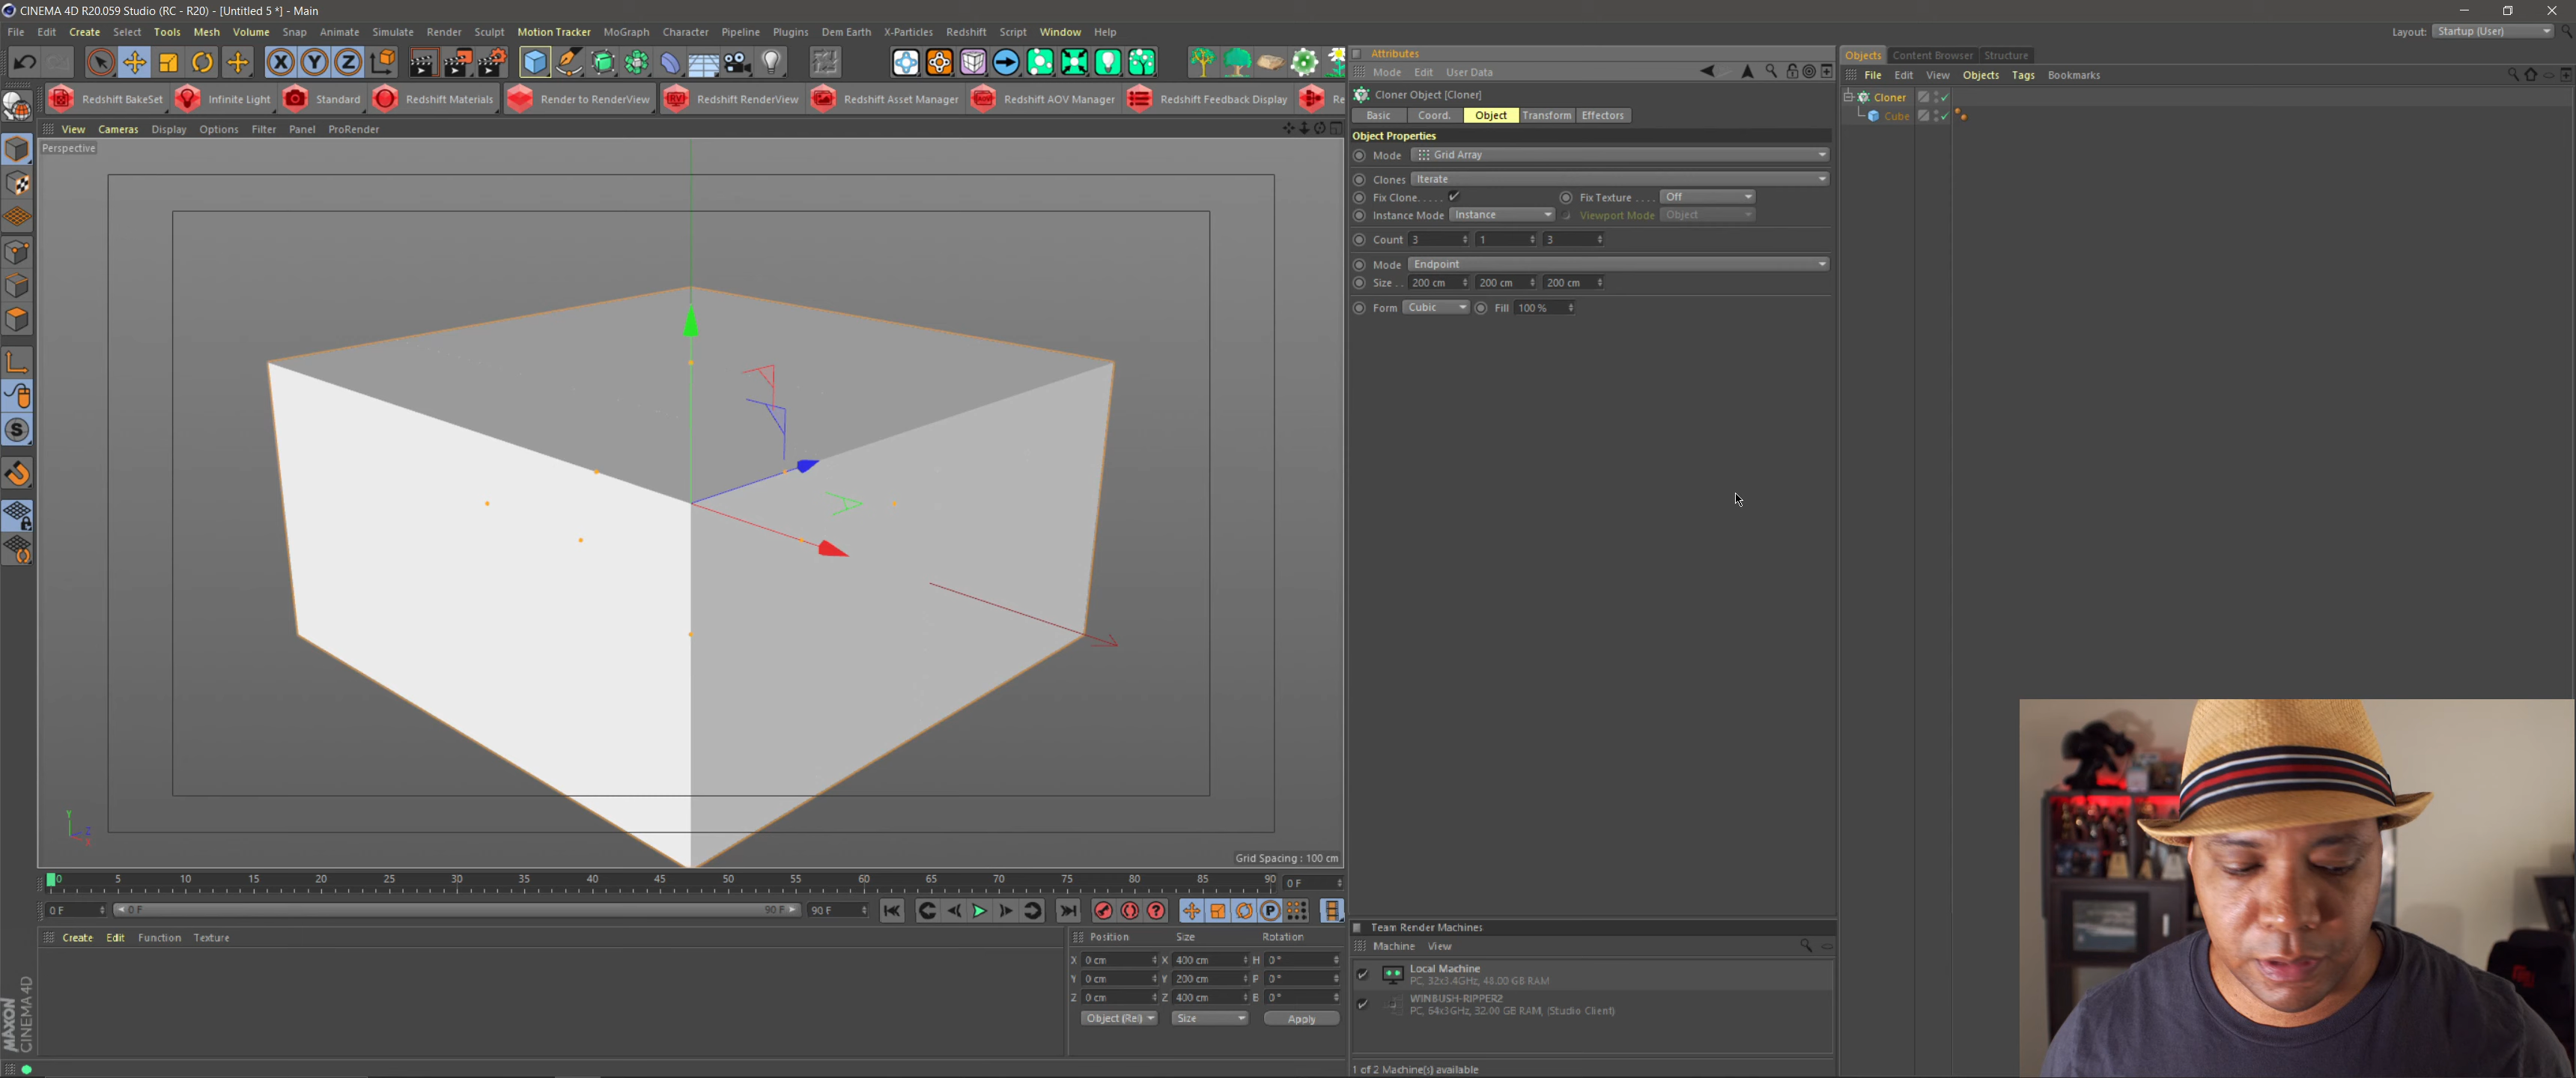 CINEMA 4D R20.059 Studio (RC - R20) - [Untitled 5 *] - Main
File Edit Create Select Tools Mesh Volume Snap Animate Simulate Render Sculpt Motion Tracker MoGraph Character Pipeline Plugins Dem Earth X-Particles Redshift Script Window Help
Layout: Startup (User)
Redshift BakeSet Infinite Light Standard Redshift Materials Render to RenderView Redshift RenderView Redshift Asset Manager Redshift AOV Manager Redshift Feedback Display Re
View Cameras Display Options Filter Panel ProRender
Perspective
Grid Spacing : 100 cm
Attributes
Mode Edit User Data
Cloner Object [Cloner]
Basic Coord. Object Transform Effectors
Object Properties
Mode Grid Array
Clones Iterate
Fix Clone..... Fix Texture .... Off
Instance Mode Instance Viewport Mode Object
Count 3 1 3
Mode Endpoint
Size .. 200 cm 200 cm 200 cm
Form Cubic Fill 100 %
Objects Content Browser Structure
File Edit View Objects Tags Bookmarks
Cloner
Cube
Y
Z
X
0 5 10 15 20 25 30 35 40 45 50 55 60 65 70 75 80 85 90 0 F
0 F 0 F 90 F 90 F
Create Edit Function Texture
Position Size Rotation
X 0 cm X 400 cm H 0 °
Y 0 cm Y 200 cm P 0 °
Z 0 cm Z 400 cm B 0 °
Object (Rel) Size Apply
Team Render Machines
Machine View
Local Machine
PC, 32x3.4GHz, 48.00 GB RAM
WINBUSH-RIPPER2
PC, 64x3GHz, 32.00 GB RAM, (Studio Client)
1 of 2 Machine(s) available
MAXON
CINEMA 4D